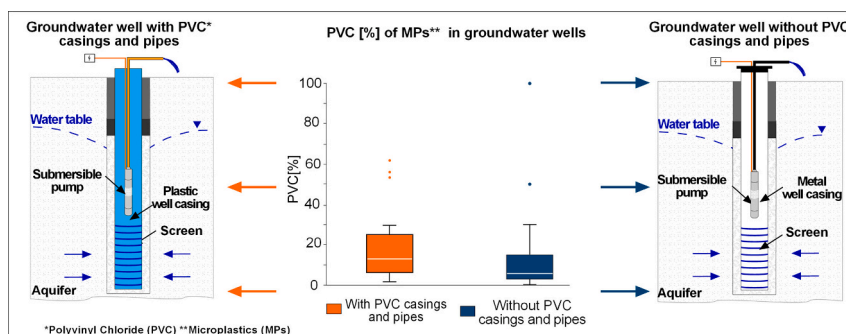 Groundwater well with PVC*
casings and pipes
PVC [%] of MPs** in groundwater wells
Groundwater well without PVC
casings and pipes
Water table
Submersible
pump
Plastic
well casing
Screen
Aquifer
100
80
60
40
20
0
PVC[%]
With PVC casings
and pipes
Without PVC
casings and pipes
Water table
Submersible
pump
Metal
well casing
Screen
Aquifer
*Polyvinyl Chloride (PVC) **Microplastics (MPs)